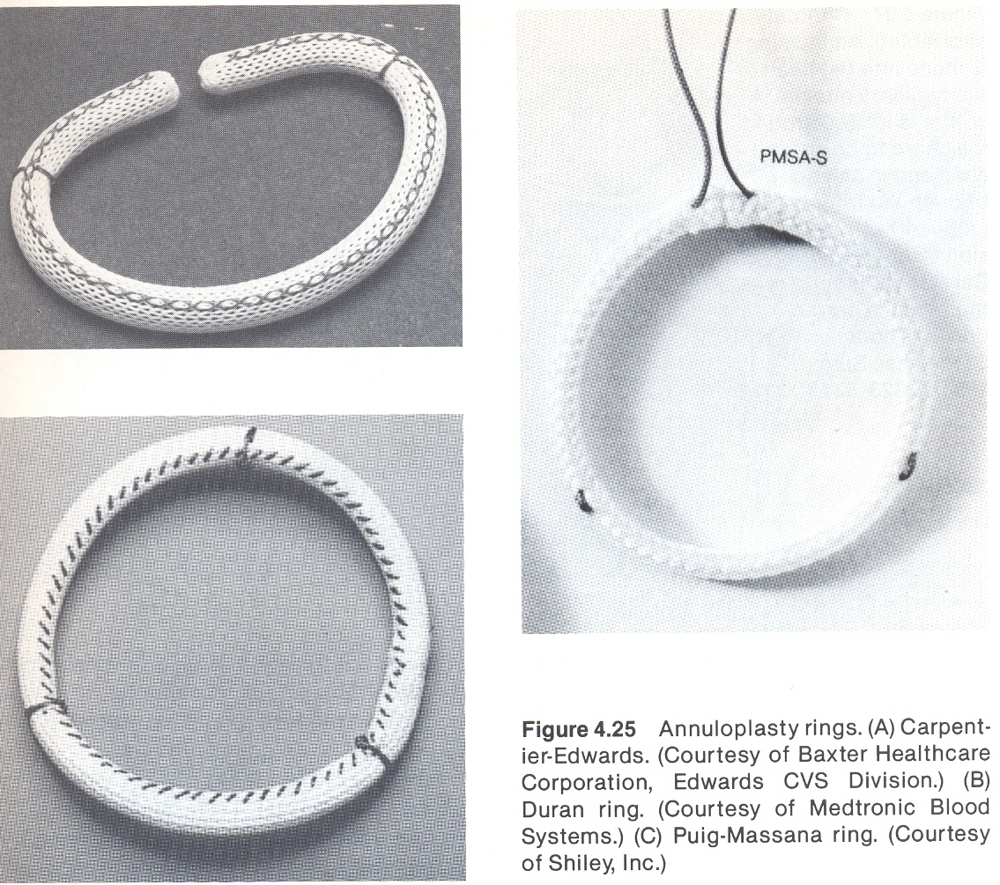 PMSA-S
Figure 4.25 Annuloplasty rings. (A) Carpent-
ier-Edwards. (Courtesy of Baxter Healthcare
Corporation, Edwards CVS Division.) (B)
Duran ring. (Courtesy of Medtronic Blood
Systems.) (C) Puig-Massana ring. (Courtesy
of Shiley, Inc.)